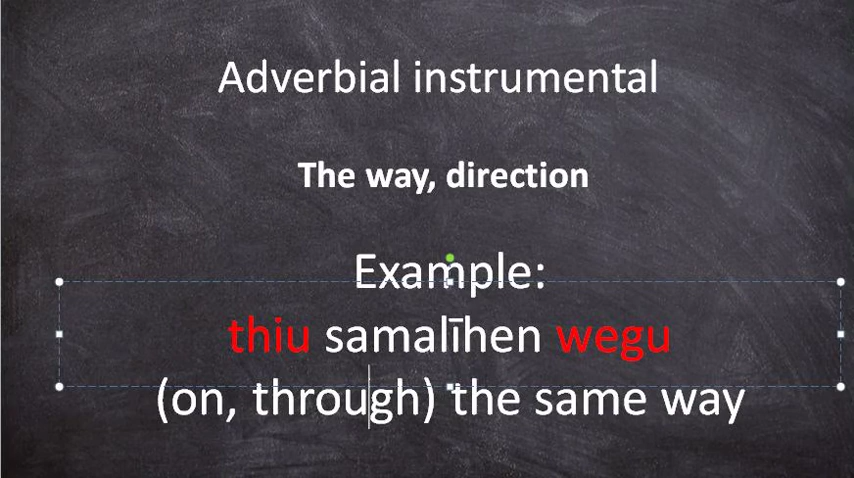 Adverbial instrumental
The way, direction
Example:
thiu samalīhen wegu
(on, through) the same way